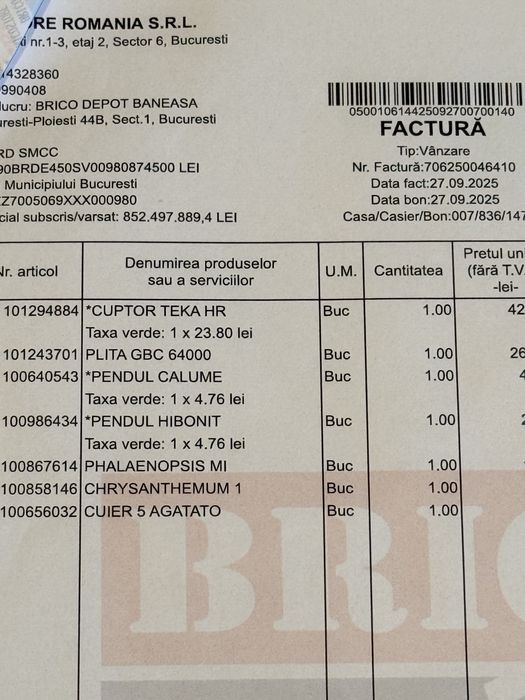 RE ROMANIA S.R.L.
nr.1-3, etaj 2, Sector 6, Bucuresti
4328360
990408
lucru: BRICO DEPOT BANEASA
uresti-Ploiesti 44B, Sect.1, Bucuresti
RD SMCC
90BRDE450SV00980874500 LEI
Municipiului Bucuresti
Z7005069XXX000980
cial subscris/varsat: 852.497.889,4 LEI
050010614425092700700140
FACTURĂ
Tip:Vânzare
Nr. Factură:706250046410
Data fact:27.09.2025
Data bon:27.09.2025
Casa/Casier/Bon:007/836/147
Nr. articol
Denumirea produselor
sau a serviciilor
U.M.
Cantitatea
Pretul uni
(fără T.V.
-lei-
101294884 *CUPTOR TEKA HR Buc 1.00 42
Taxa verde: 1 x 23.80 lei
101243701 PLITA GBC 64000 Buc 1.00 26
100640543 *PENDUL CALUME Buc 1.00 4
Taxa verde: 1 x 4.76 lei
100986434 *PENDUL HIBONIT Buc 1.00 2
Taxa verde: 1 x 4.76 lei
100867614 PHALAENOPSIS MI Buc 1.00
100858146 CHRYSANTHEMUM 1 Buc 1.00
100656032 CUIER 5 AGATATO Buc 1.00
BRIC